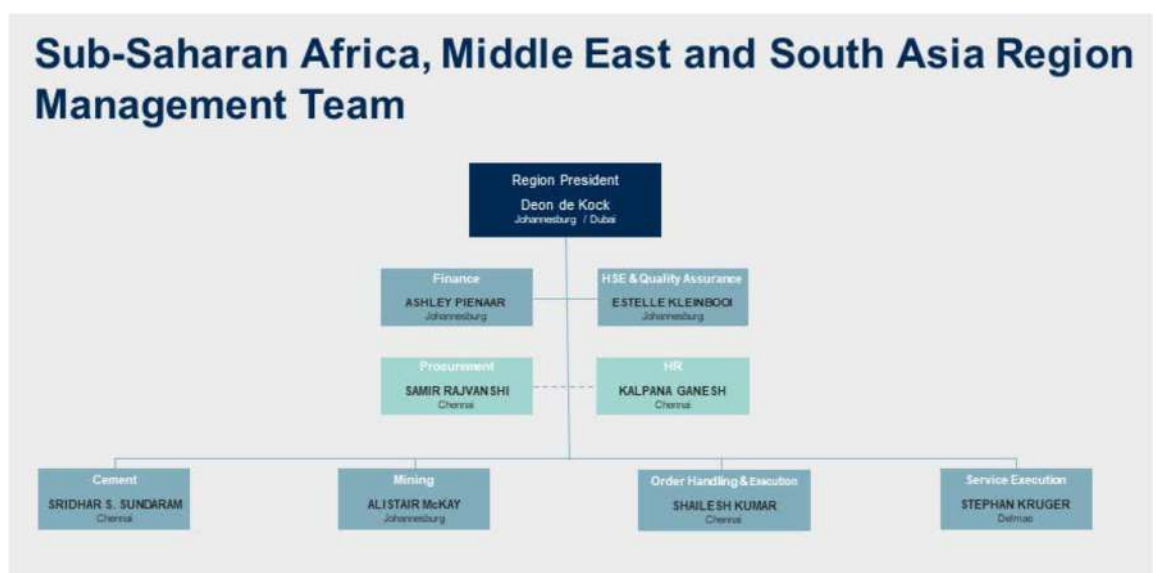 Sub-Saharan Africa, Middle East and South Asia Region
Management Team
Region President
Deon de Kock
Johannesburg / Dubai
Finance
ASHLEY PIENAAR
Johannesburg
HSE & Quality Assurance
ESTELLE KLEINBOOI
Johannesburg
Procurement
SAMIR RAJVANSHI
Chennai
HR
KALPANA GANESH
Chennai
Cement
SRIDHAR S. SUNDARAM
Chennai
Mining
ALISTAIR McKAY
Johannesburg
Order Handling & Execution
SHAILESH KUMAR
Chennai
Service Execution
STEPHAN KRUGER
Delmas